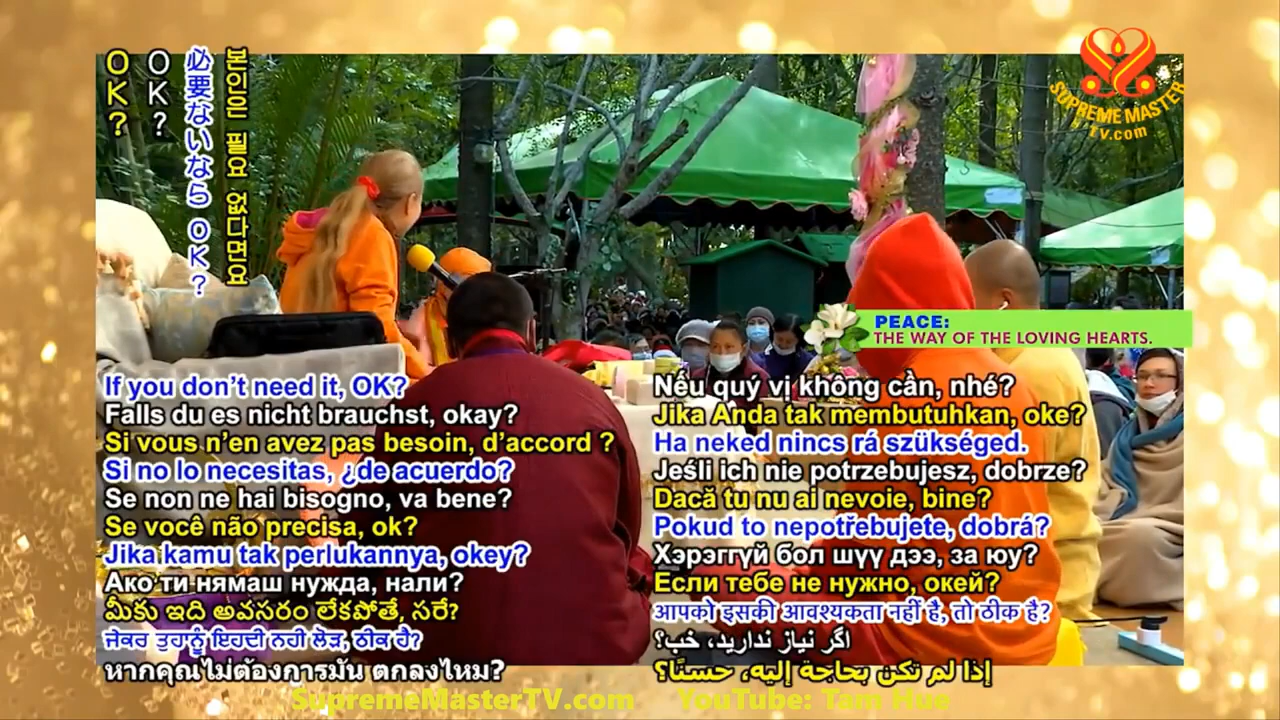 OK?
OK?
必要ないなら OK?
본인은 필요 없다면요
SUPREME MASTER
TV.com
PEACE:
THE WAY OF THE LOVING HEARTS.
If you don’t need it, OK?
Falls du es nicht brauchst, okay?
Si vous n’en avez pas besoin, d’accord ?
Si no lo necesitas, ¿de acuerdo?
Se non ne hai bisogno, va bene?
Se você não precisa, ok?
Jika kamu tak perlukannya, okey?
Ако ти нямаш нужда, нали?
మీకు ఇది అవసరం లేకపోతే, సరే?
ਜੇਕਰ ਤੁਹਾਨੂੰ ਇਹਦੀ ਨਹੀ ਲੋੜ, ਠੀਕ ਹੈ?
หากคุณไม่ต้องการมัน ตกลงไหม?
Nếu quý vị không cần, nhé?
Jika Anda tak membutuhkan, oke?
Ha neked nincs rá szükséged.
Jeśli ich nie potrzebujesz, dobrze?
Dacă tu nu ai nevoie, bine?
Pokud to nepotřebujete, dobrá?
Хэрэггүй бол шүү дээ, за юу?
Если тебе не нужно, окей?
आपको इसकी आवश्यकता नहीं है, तो ठीक है?
اگر نیاز ندارید، خب؟
إذا لم تكن بحاجة إليه، حسنًا؟
SupremeMasterTV.com
YouTube: Tam Hue